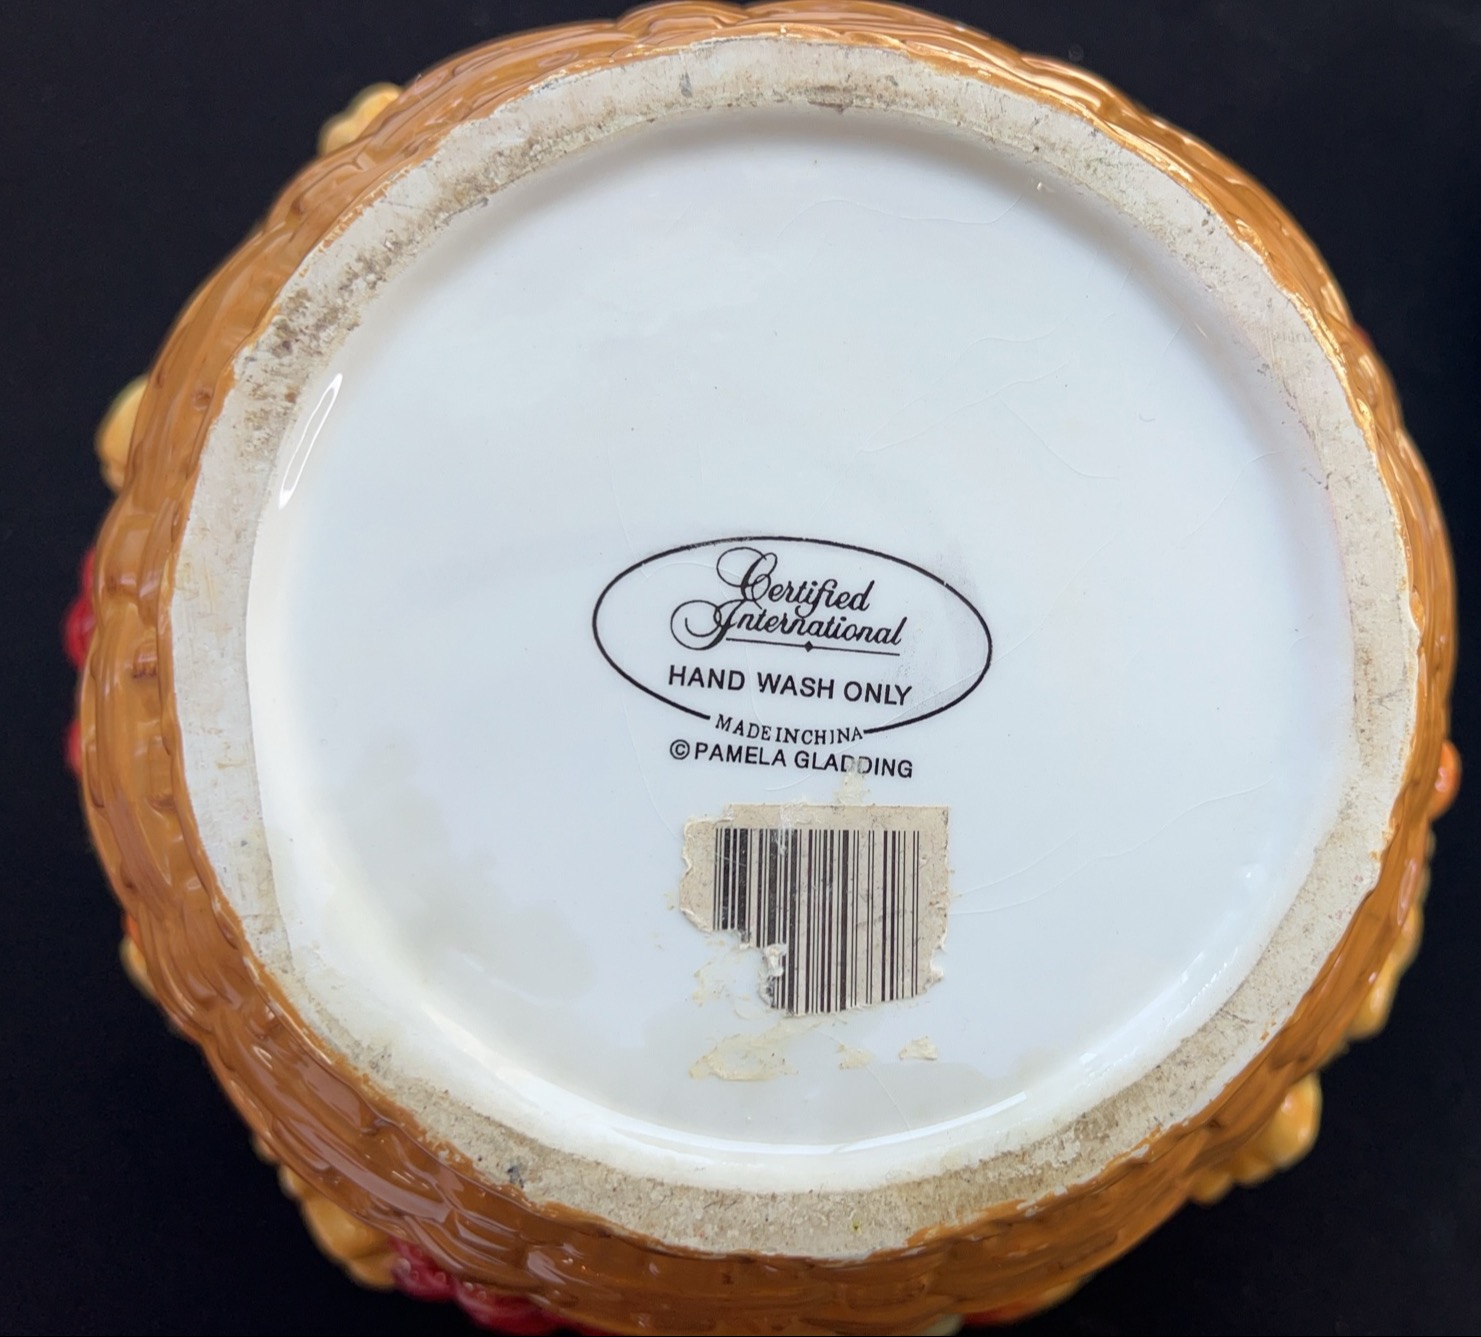 Certified
International
HAND WASH ONLY
MADE IN CHINA
©PAMELA GLADDING